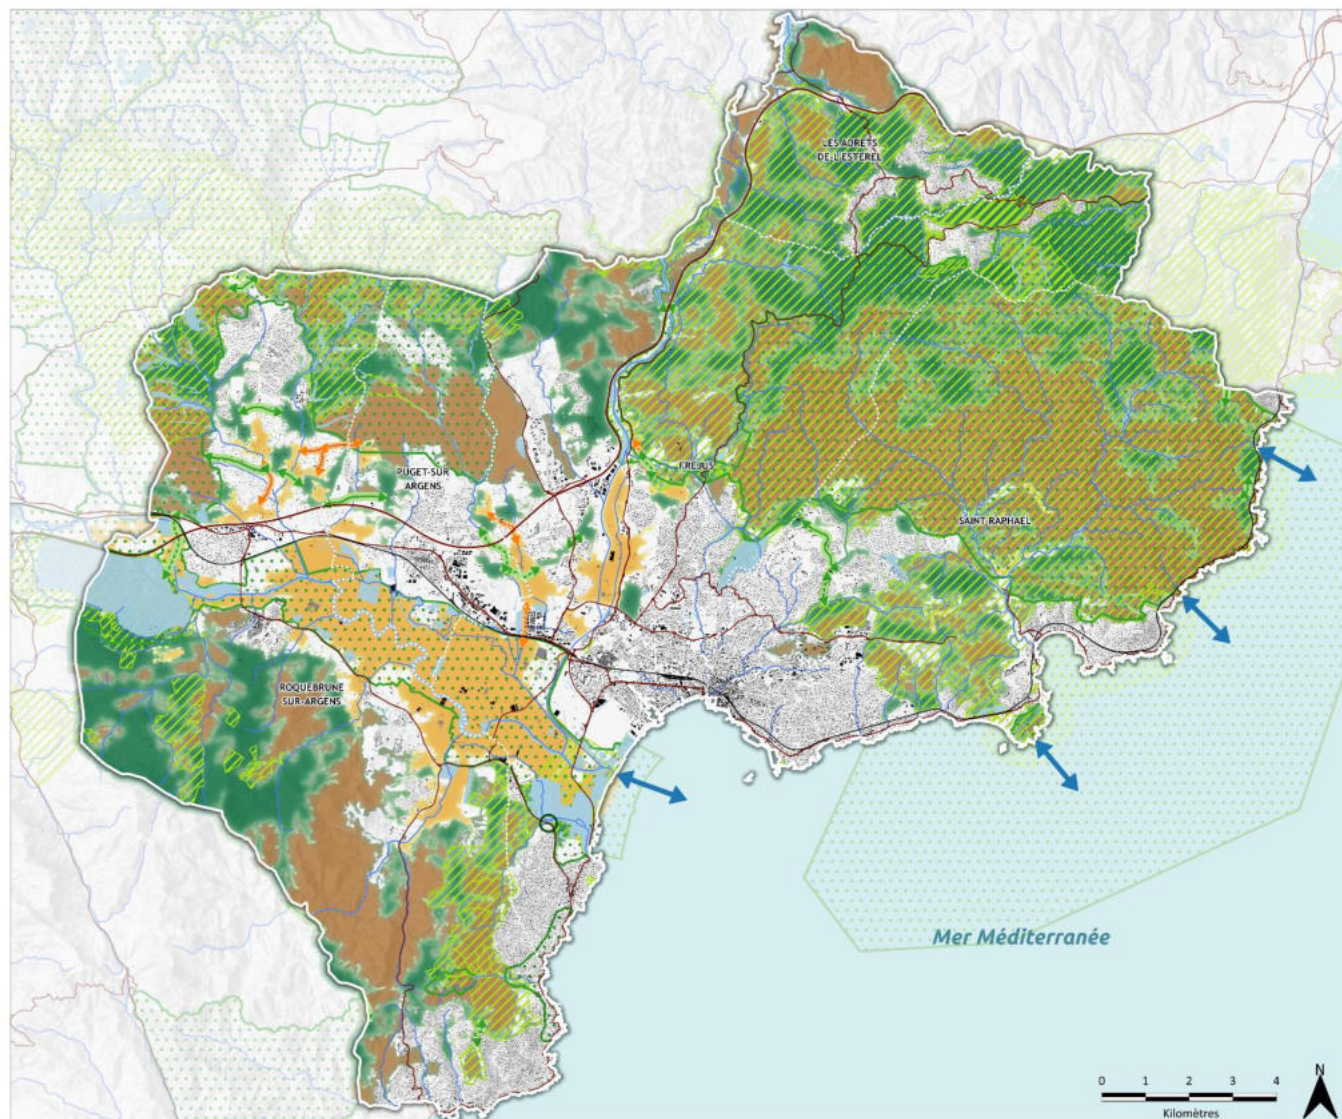 LES ADRETS
DE L'ESTEREL
PUGET-SUR
ARGENS
FREJUS
SAINT RAPHAEL
ROQUEBRUNE
SUR-ARGENS
Mer Méditerranée
N
0 1 2 3 4
Kilomètres